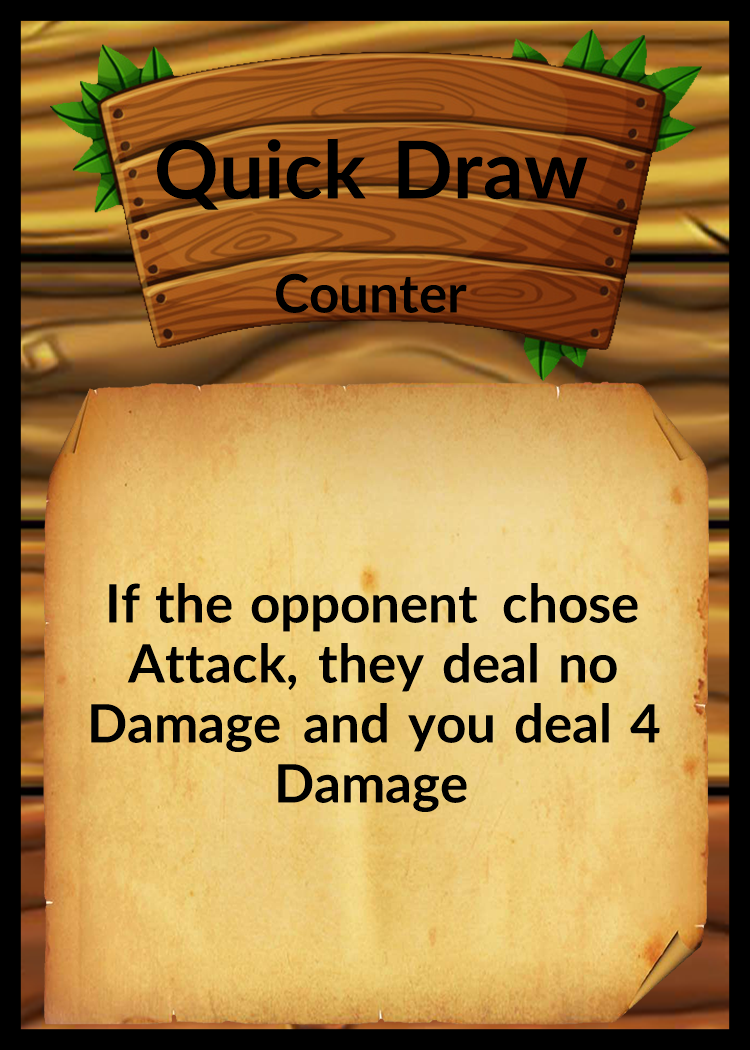 Quick Draw
Counter
If the opponent chose
Attack, they deal no
Damage and you deal 4
Damage